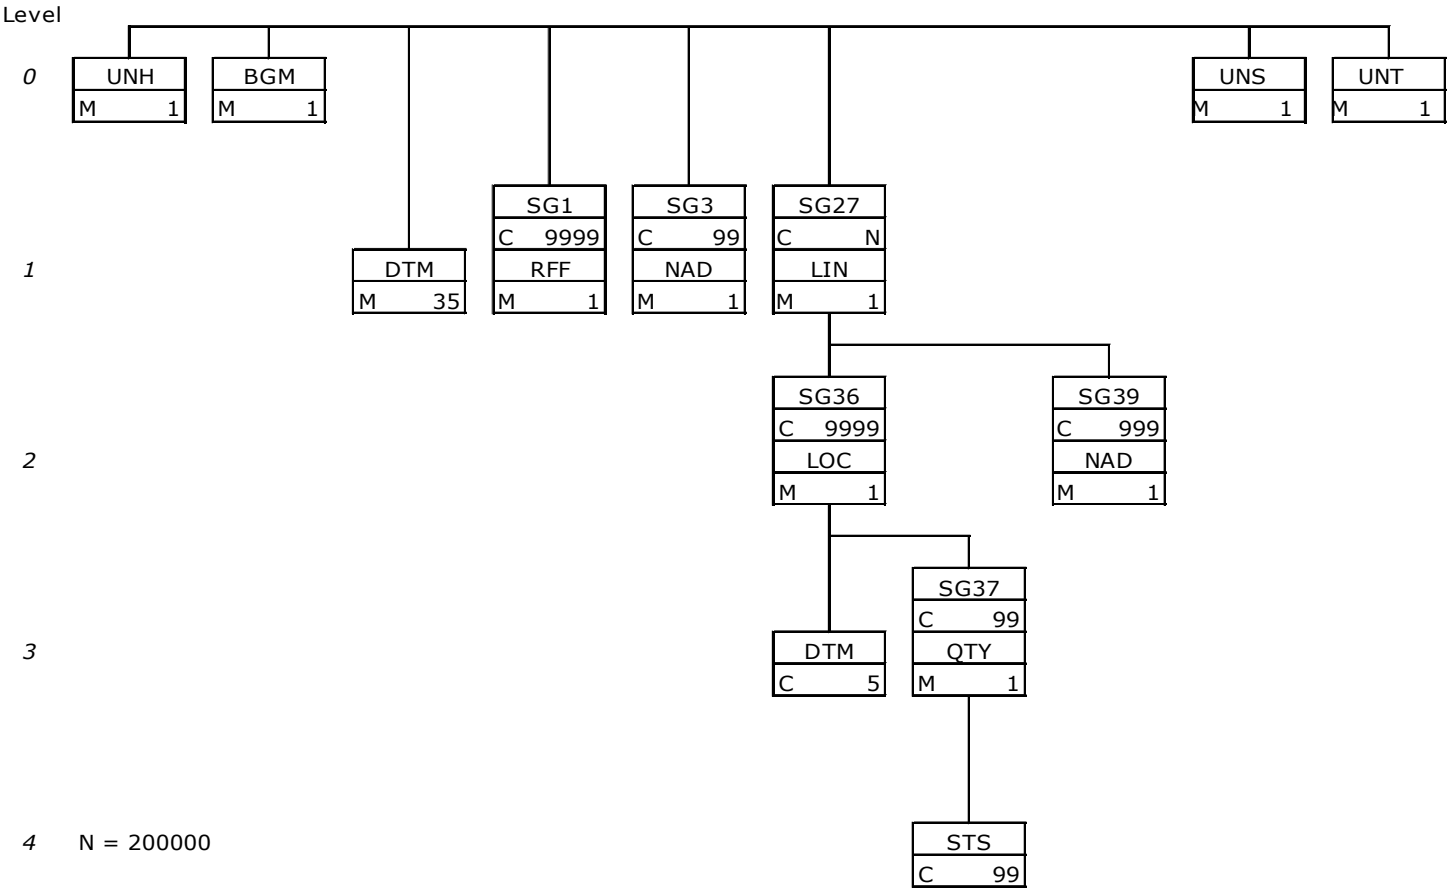 Level
0 UNH BGM UNS UNT
M 1 M 1 M 1 M 1
SG1 SG3 SG27
C 9999 C 99 C N
1 DTM RFF NAD LIN
M 35 M 1 M 1 M 1
SG36 SG39
C 9999 C 999
2 LOC NAD
M 1 M 1
SG37
C 99
3 DTM QTY
C 5 M 1
4 N = 200000 STS
C 99